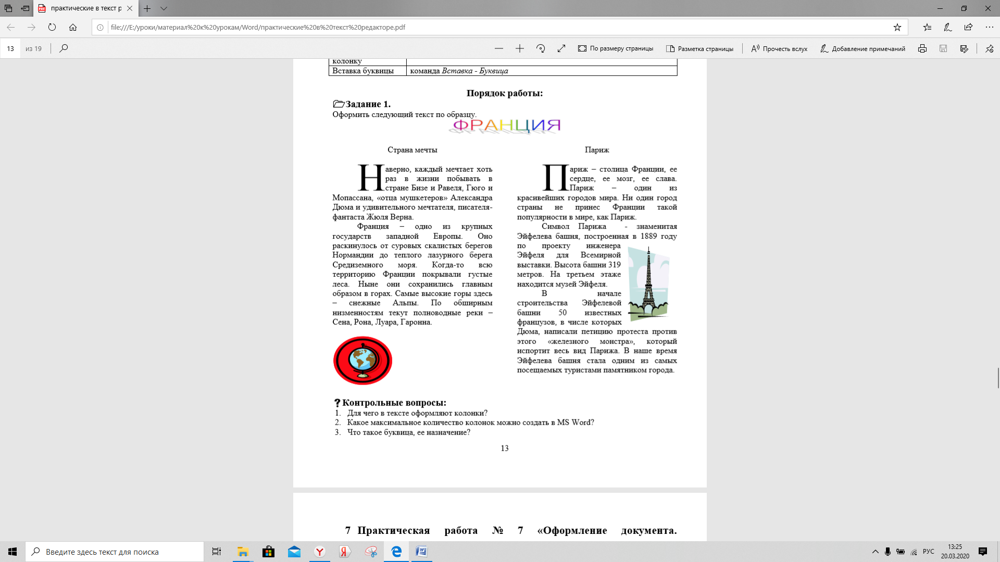 практические в текст р
file:///E:/уроки/материал%20к%20урокам/Word/практические%20в%20текст%20редакторе.pdf
13 из 19
По размеру страницы
Разметка страницы
Прочесть вслух
Добавление примечаний
колонку
Вставка буквицы команда Вставка - Буквица
Порядок работы:
Задание 1.
Оформить следующий текст по образцу.
ФРАНЦИЯ
Страна мечты
Наверно, каждый мечтает хоть
раз в жизни побывать в
стране Бизе и Равеля, Гюго и
Мопассана, «отца мушкетеров» Александра
Дюма и удивительного мечтателя, писателя-
фантаста Жюля Верна.
Франция – одно из крупных
государств западной Европы. Оно
раскинулось от суровых скалистых берегов
Нормандии до теплого лазурного берега
Средиземного моря. Когда-то всю
территорию Франции покрывали густые
леса. Ныне они сохранились главным
образом в горах. Самые высокие горы здесь
– снежные Альпы. По обширным
низменностям текут полноводные реки –
Сена, Рона, Луара, Гаронна.
Париж
Париж – столица Франции, ее
сердце, ее мозг, ее слава.
Париж – один из
красивейших городов мира. Ни один город
страны не принес Франции такой
популярности в мире, как Париж.
Символ Парижа - знаменитая
Эйфелева башня, построенная в 1889 году
по проекту инженера
Эйфеля для Всемирной
выставки. Высота башни 319
метров. На третьем этаже
находится музей Эйфеля.
В начале
строительства Эйфелевой
башни 50 известных
французов, в числе которых
Дюма, написали петицию протеста против
этого «железного монстра», который
испортит весь вид Парижа. В наше время
Эйфелева башня стала одним из самых
посещаемых туристами памятником города.
? Контрольные вопросы:
1. Для чего в тексте оформляют колонки?
2. Какое максимальное количество колонок можно создать в MS Word?
3. Что такое буквица, ее назначение?
13
7 Практическая работа № 7 «Оформление документа.
Введите здесь текст для поиска
РУС
13:25
20.03.2020